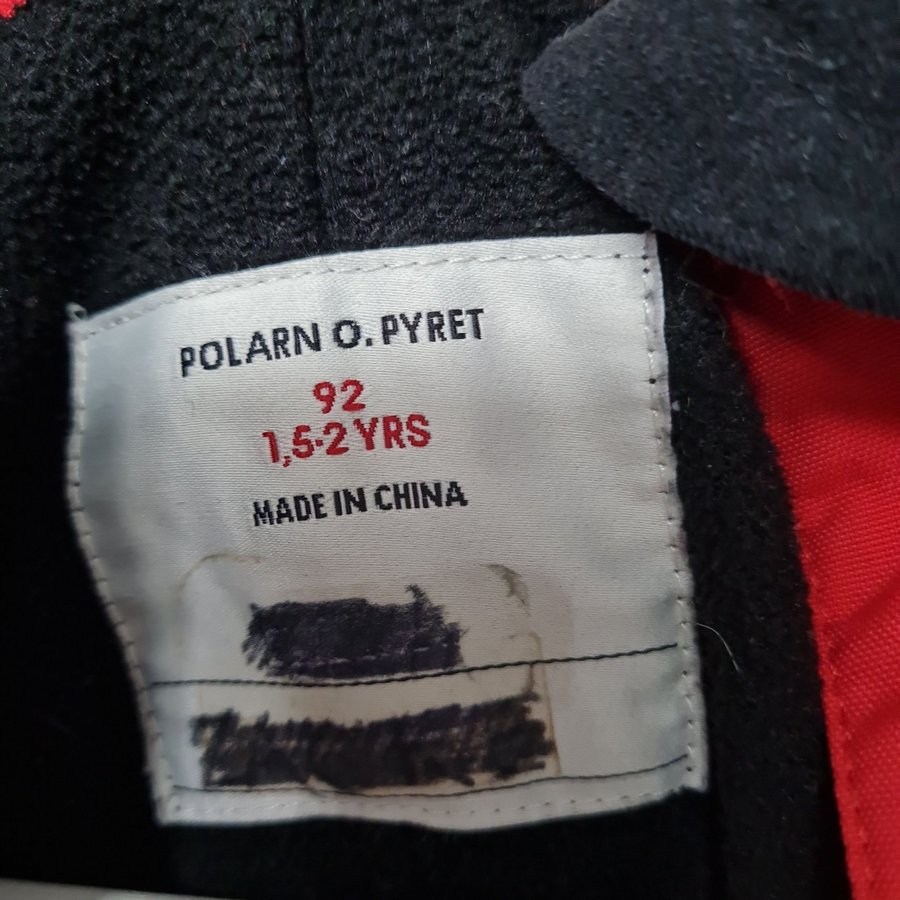 POLARN O. PYRET
92
1,5-2 YRS
MADE IN CHINA